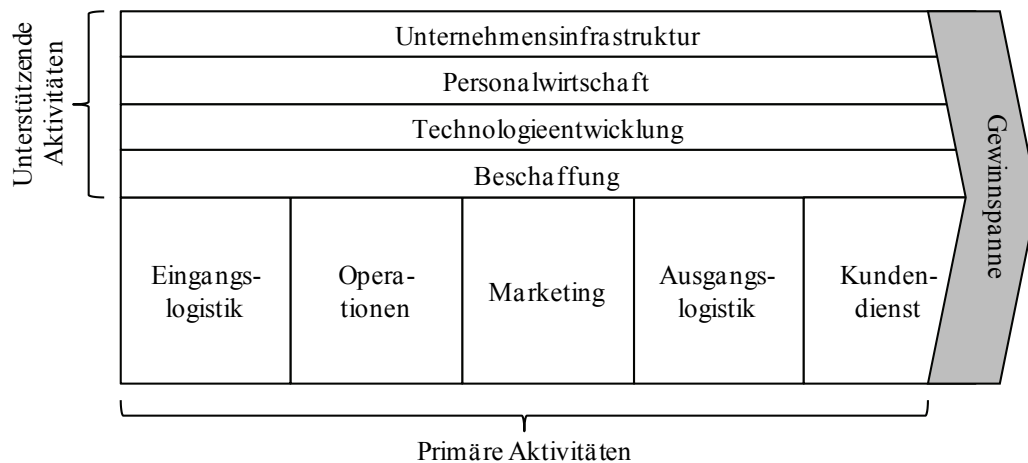 Unterstützende
Aktivitäten
Unternehmensinfrastruktur
Personalwirtschaft
Technologieentwicklung
Beschaffung
Eingangs-
logistik
Opera-
tionen
Marketing
Ausgangs-
logistik
Kunden-
dienst
Gewinnspanne
Primäre Aktivitäten